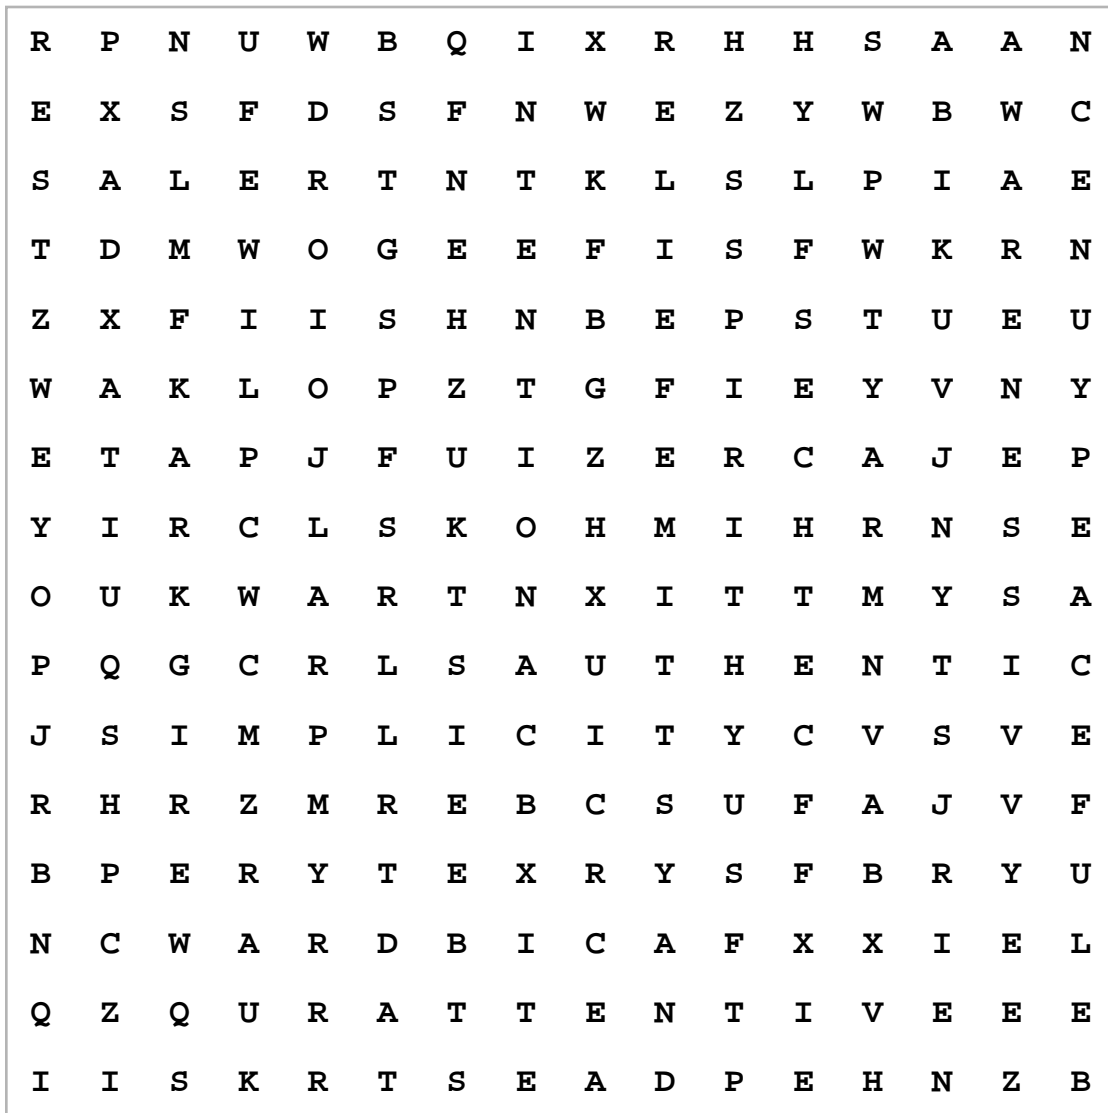 R P N U W B Q I X R H H S A A N
E X S F D S F N W E Z Y W B W C
S A L E R T N T K L S L P I A E
T D M W O G E E F I S F W K R N
Z X F I I S H N B E P S T U E U
W A K L O P Z T G F I E Y V N Y
E T A P J F U I Z E R C A J E P
Y I R C L S K O H M I H R N S E
O U K W A R T N X I T T M Y S A
P Q G C R L S A U T H E N T I C
J S I M P L I C I T Y C V S V E
R H R Z M R E B C S U F A J V F
B P E R Y T E X R Y S F B R Y U
N C W A R D B I C A F X X I E L
Q Z Q U R A T T E N T I V E E E
I I S K R T S E A D P E H N Z B